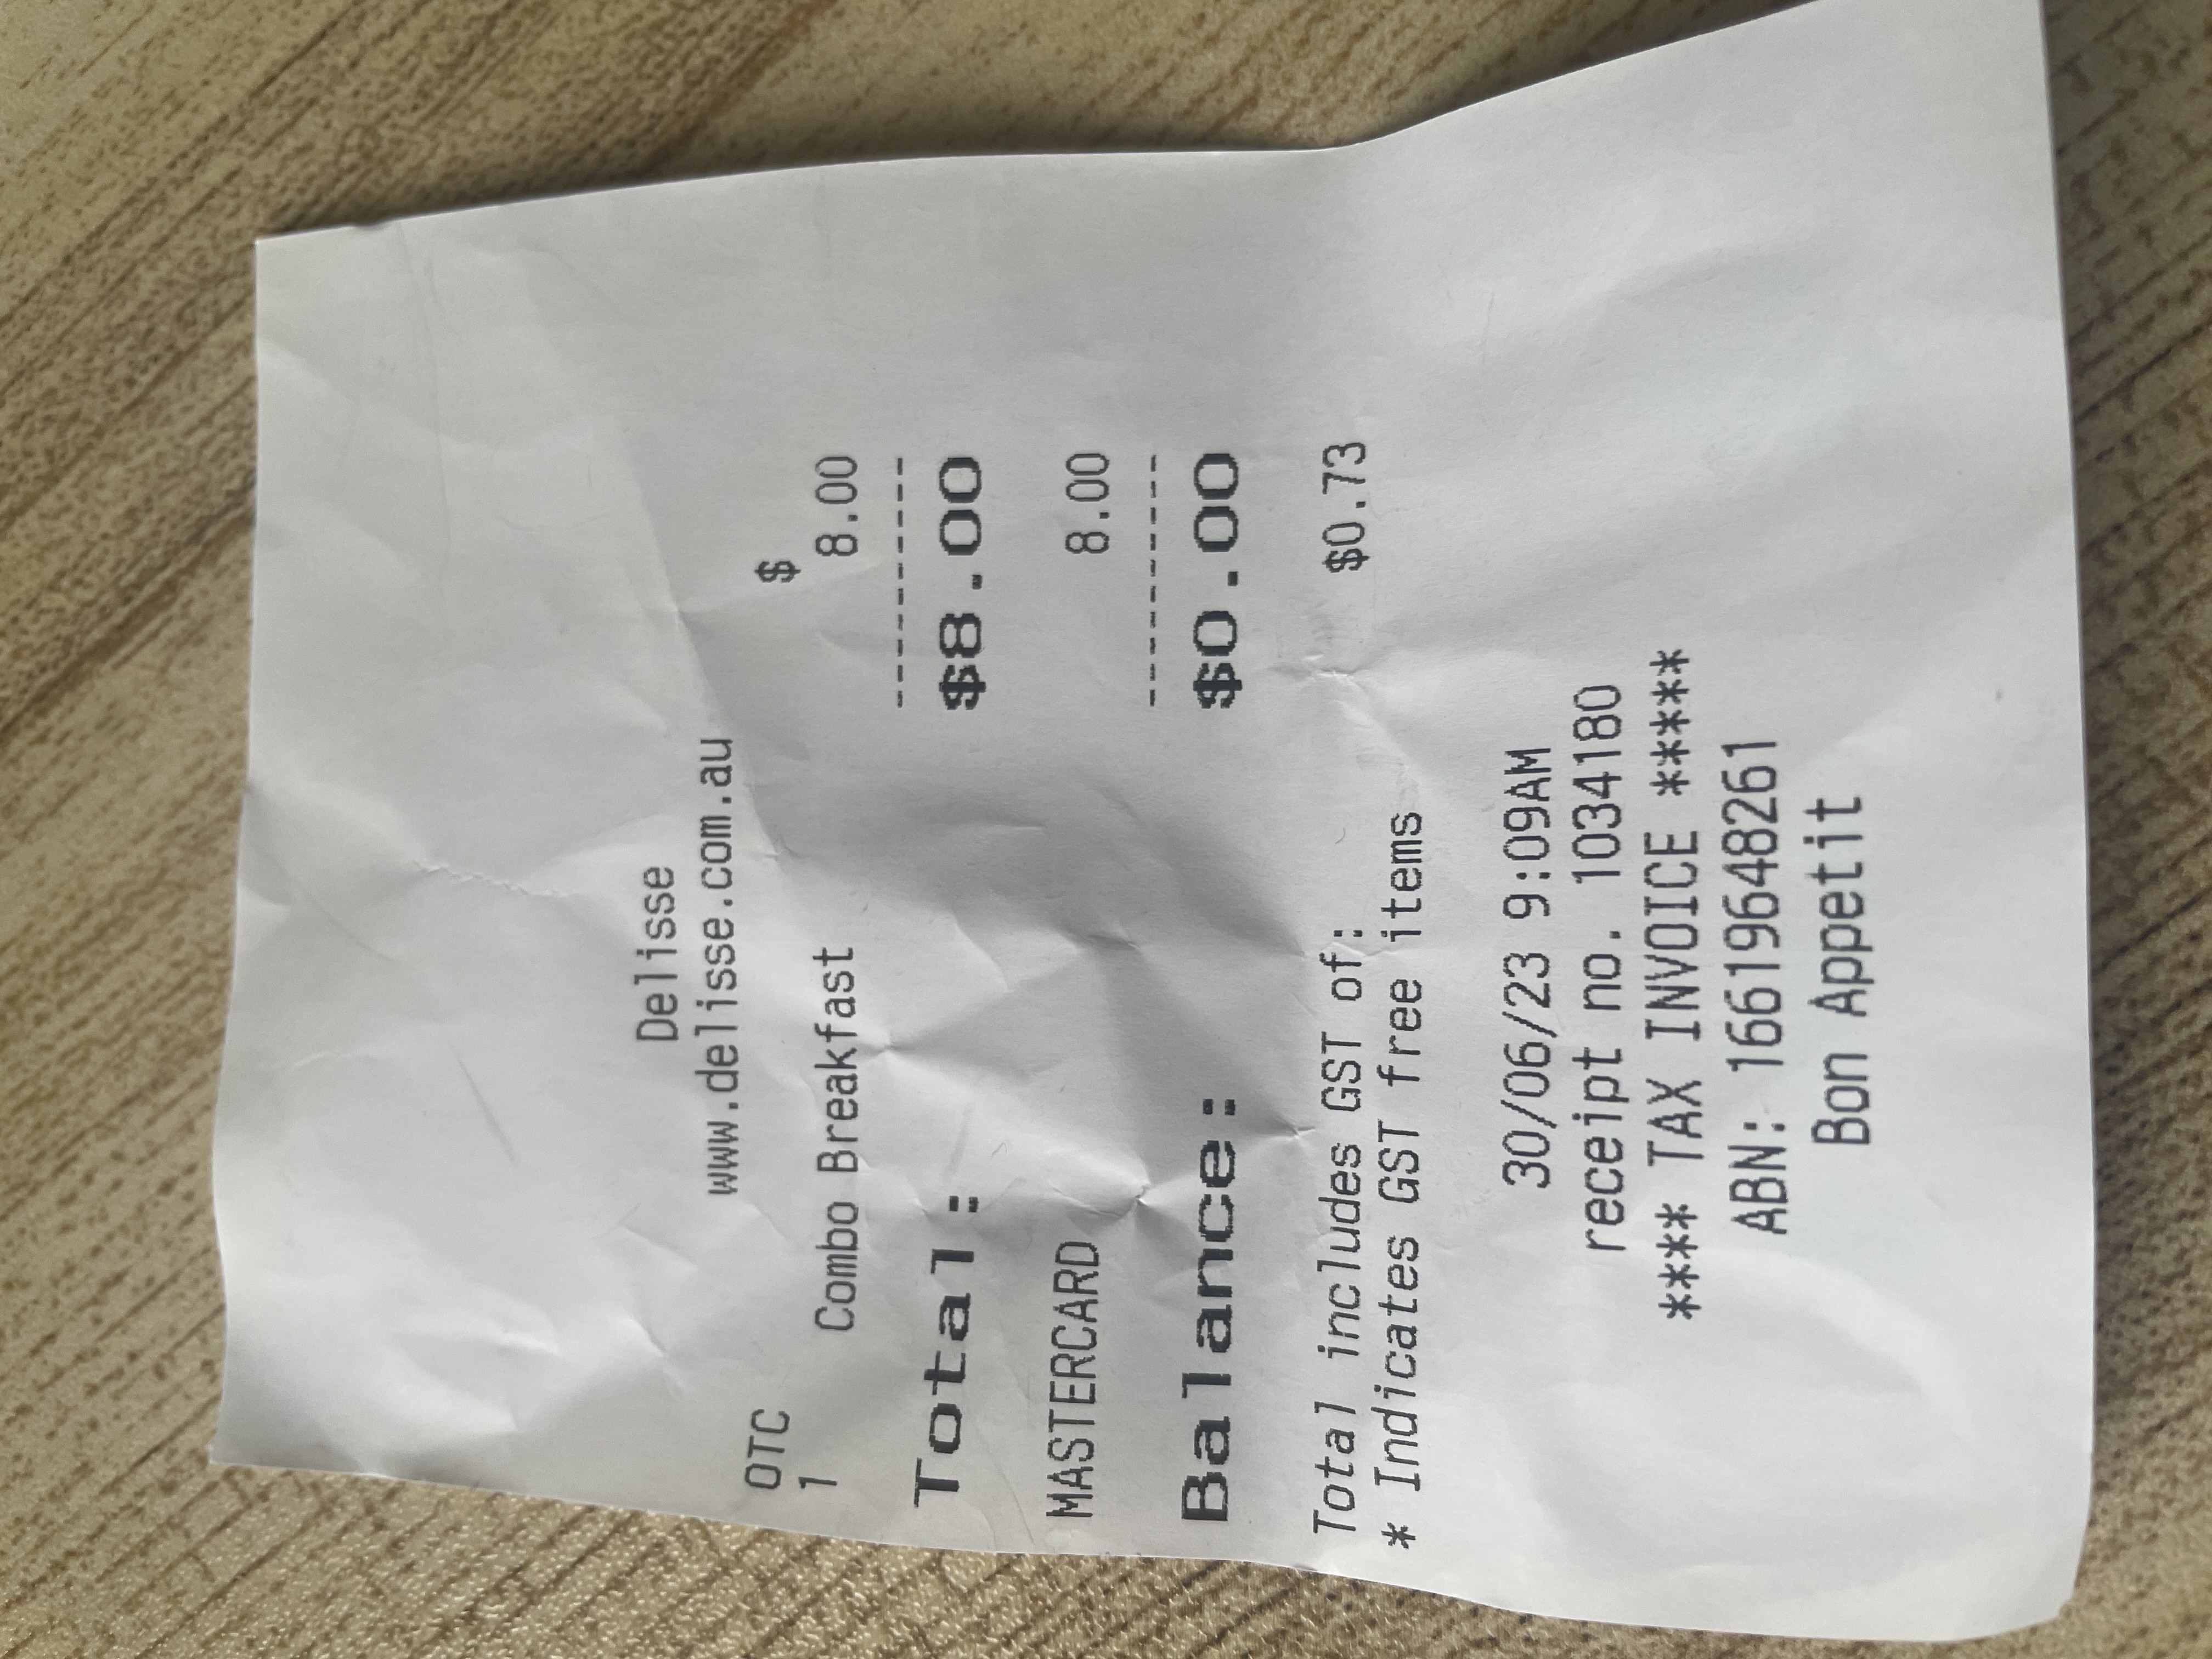 Delisse
www.delisse.com.au
OTC $
1 Combo Breakfast 8.00
----------
Total: $8.00
MASTERCARD 8.00
----------
Balance: $0.00
Total includes GST of: $0.73
* Indicates GST free items
30/06/23 9:09AM
receipt no. 1034180
**** TAX INVOICE *****
ABN: 16619648261
Bon Appetit